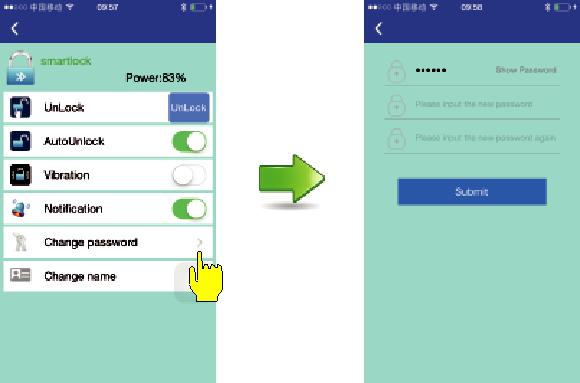 ●●○○○ 中国移动 09:57
smartlock
Power:83%
UnLock UnLock
AutoUnlock
Vibration
Notification
Change password
Change name
●●○○○ 中国移动 09:58
•••••• Show Password
Please input the new password
Please input the new password again
Submit